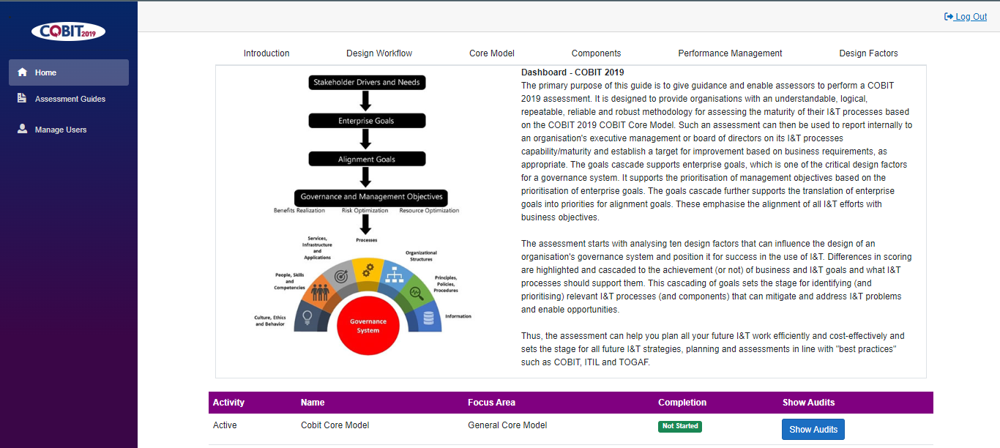 Log Out
COBIT 2019
Home
Assessment Guides
Manage Users
Introduction
Design Workflow
Core Model
Components
Performance Management
Design Factors
Stakeholder Drivers and Needs
Enterprise Goals
Alignment Goals
Governance and Management Objectives
Benefits Realization
Risk Optimization
Resource Optimization
Processes
Services,
Infrastructure
and
Applications
Organizational
Structures
People, Skills
and
Competencies
Principles,
Policies,
Procedures
Culture, Ethics
and Behavior
Information
Governance
System
Dashboard - COBIT 2019
The primary purpose of this guide is to give guidance and enable assessors to perform a COBIT
2019 assessment. It is designed to provide organisations with an understandable, logical,
repeatable, reliable and robust methodology for assessing the maturity of their I&T processes based
on the COBIT 2019 COBIT Core Model. Such an assessment can then be used to report internally to
an organisation's executive management or board of directors on its I&T processes
capability/maturity and establish a target for improvement based on business requirements, as
appropriate. The goals cascade supports enterprise goals, which is one of the critical design factors
for a governance system. It supports the prioritisation of management objectives based on the
prioritisation of enterprise goals. The goals cascade further supports the translation of enterprise
goals into priorities for alignment goals. These emphasise the alignment of all I&T efforts with
business objectives.
The assessment starts with analysing ten design factors that can influence the design of an
organisation's governance system and position it for success in the use of I&T. Differences in scoring
are highlighted and cascaded to the achievement (or not) of business and I&T goals and what I&T
processes should support them. This cascading of goals sets the stage for identifying (and
prioritising) relevant I&T processes (and components) that can mitigate and address I&T problems
and enable opportunities.
Thus, the assessment can help you plan all your future I&T work efficiently and cost-effectively and
sets the stage for all future I&T strategies, planning and assessments in line with "best practices"
such as COBIT, ITIL and TOGAF.
Activity Name Focus Area Completion Show Audits
Active Cobit Core Model General Core Model Not Started Show Audits